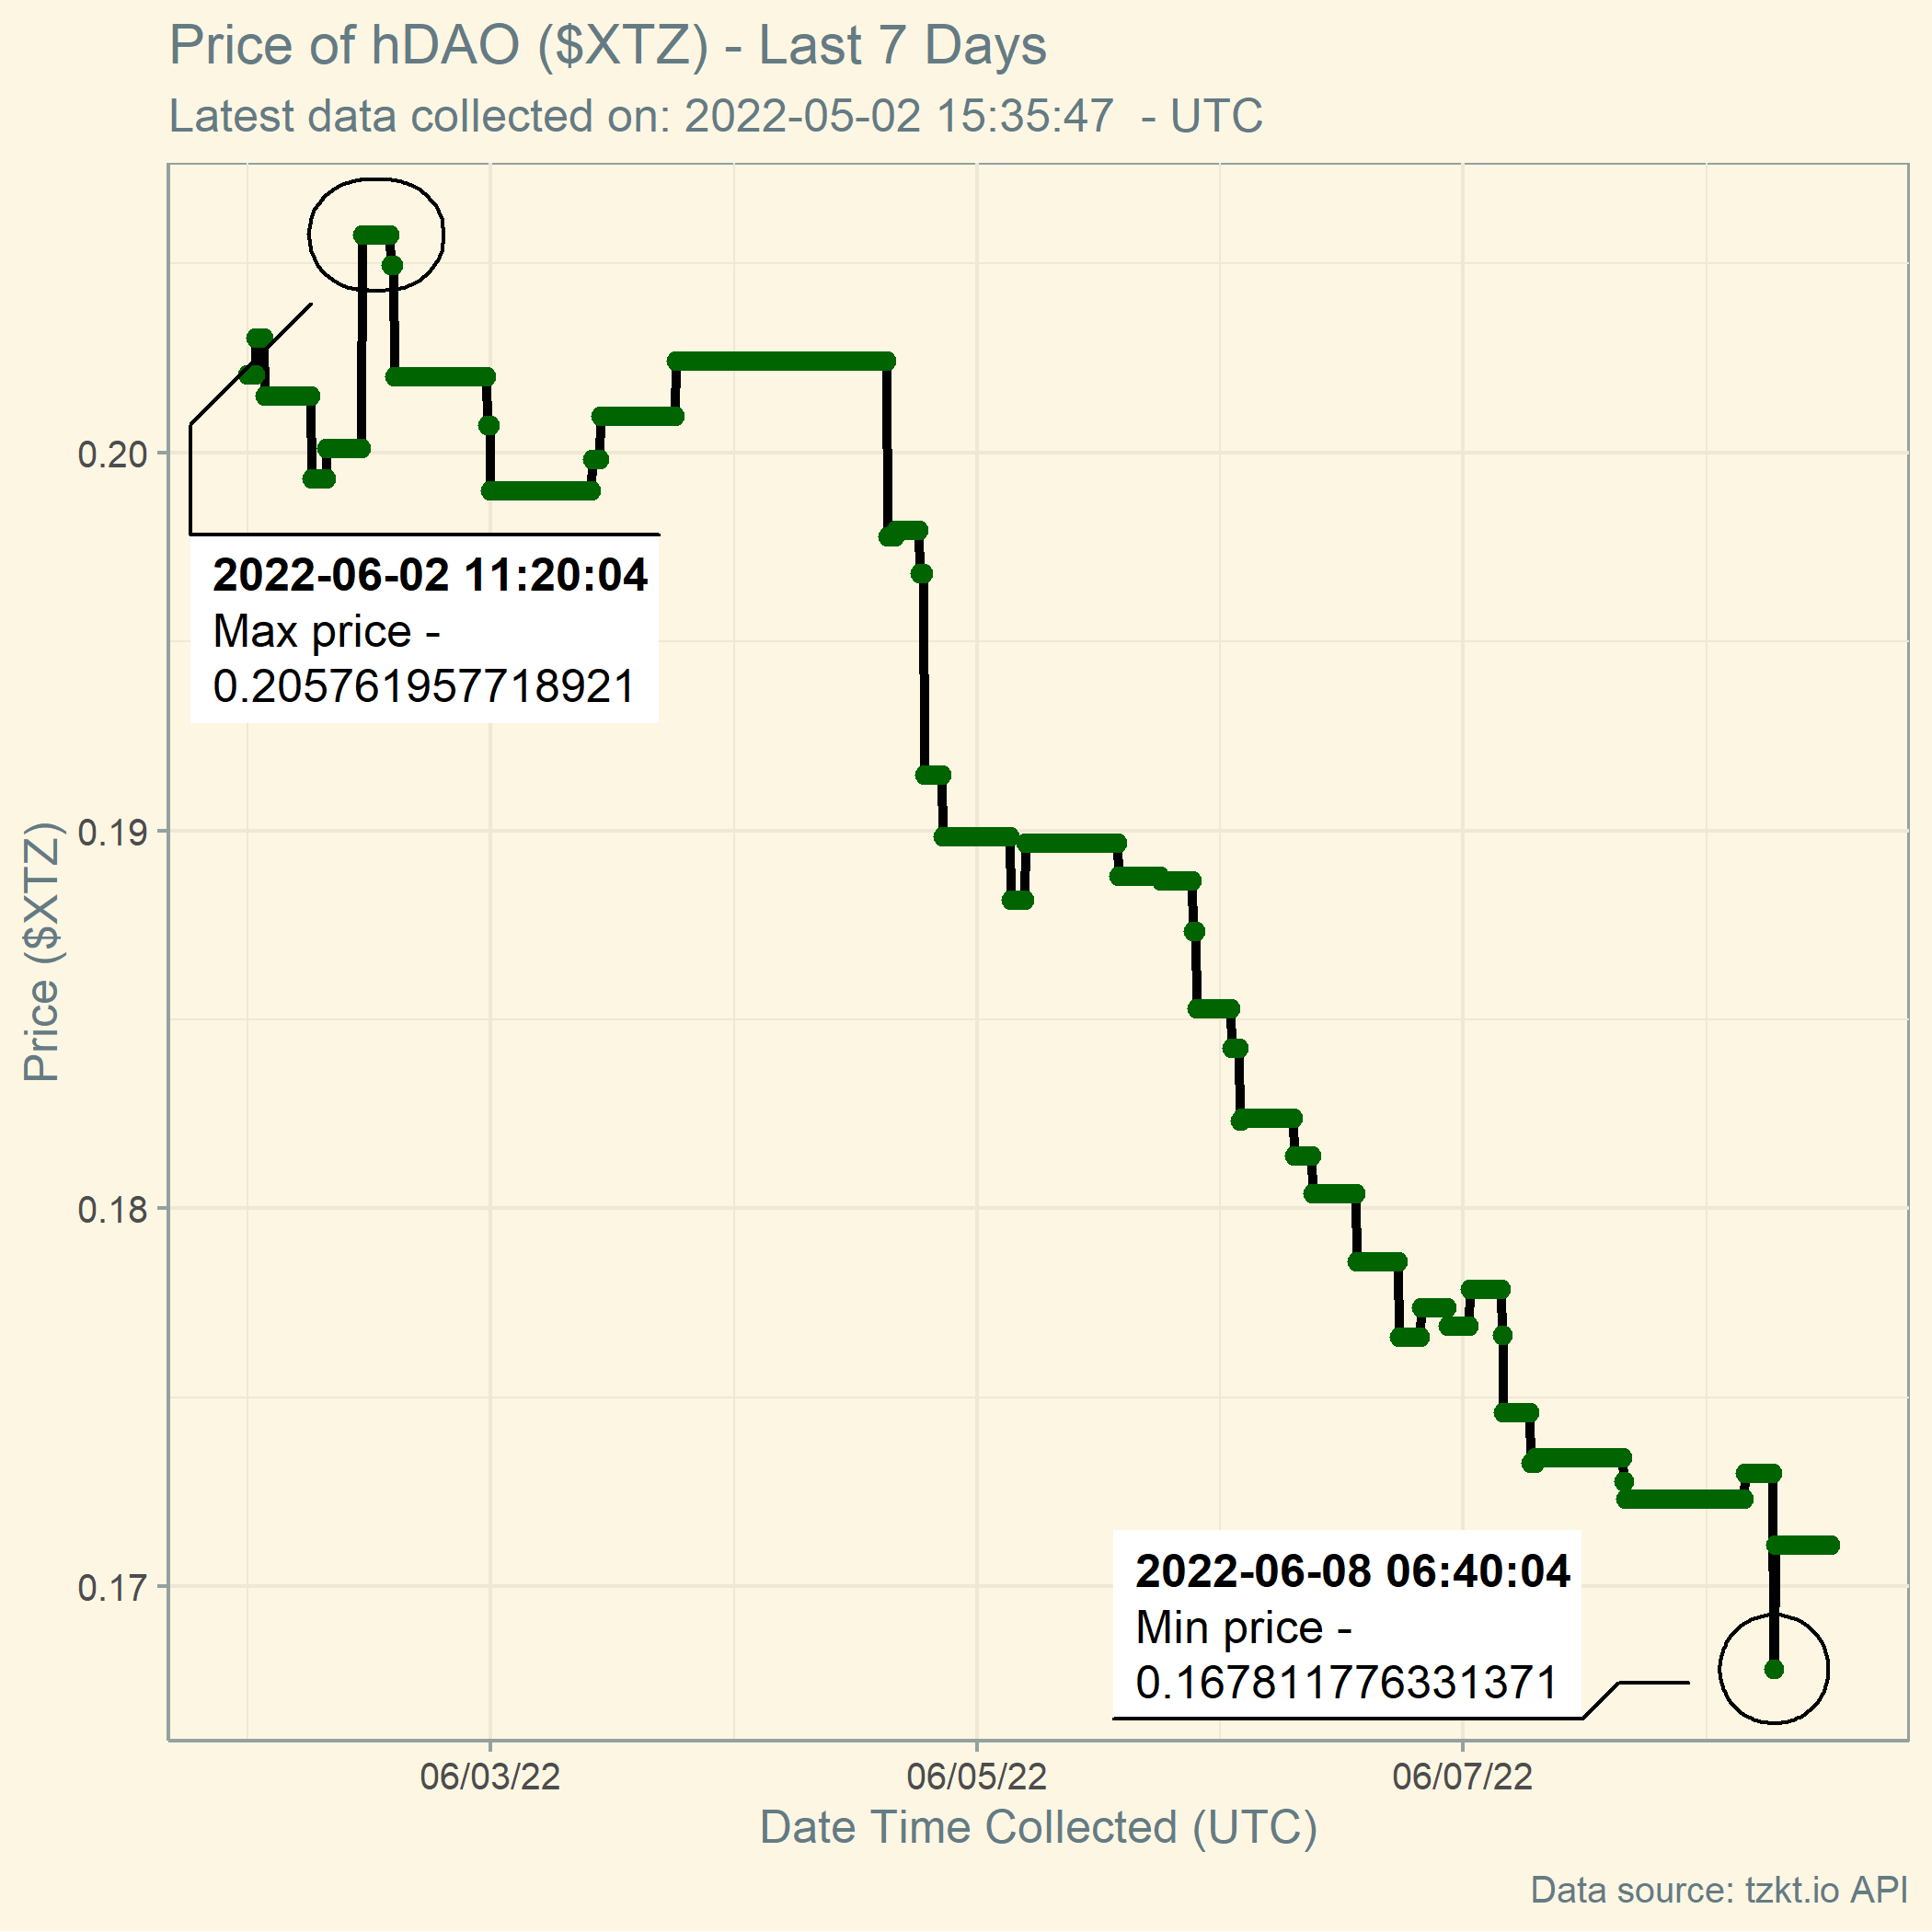 Price of hDAO ($XTZ) - Last 7 Days
Latest data collected on: 2022-05-02 15:35:47  - UTC
Price ($XTZ)
0.20
0.19
0.18
0.17
2022-06-02 11:20:04
Max price -
0.205761957718921
2022-06-08 06:40:04
Min price -
0.167811776331371
06/03/22
06/05/22
06/07/22
Date Time Collected (UTC)
Data source: tzkt.io API